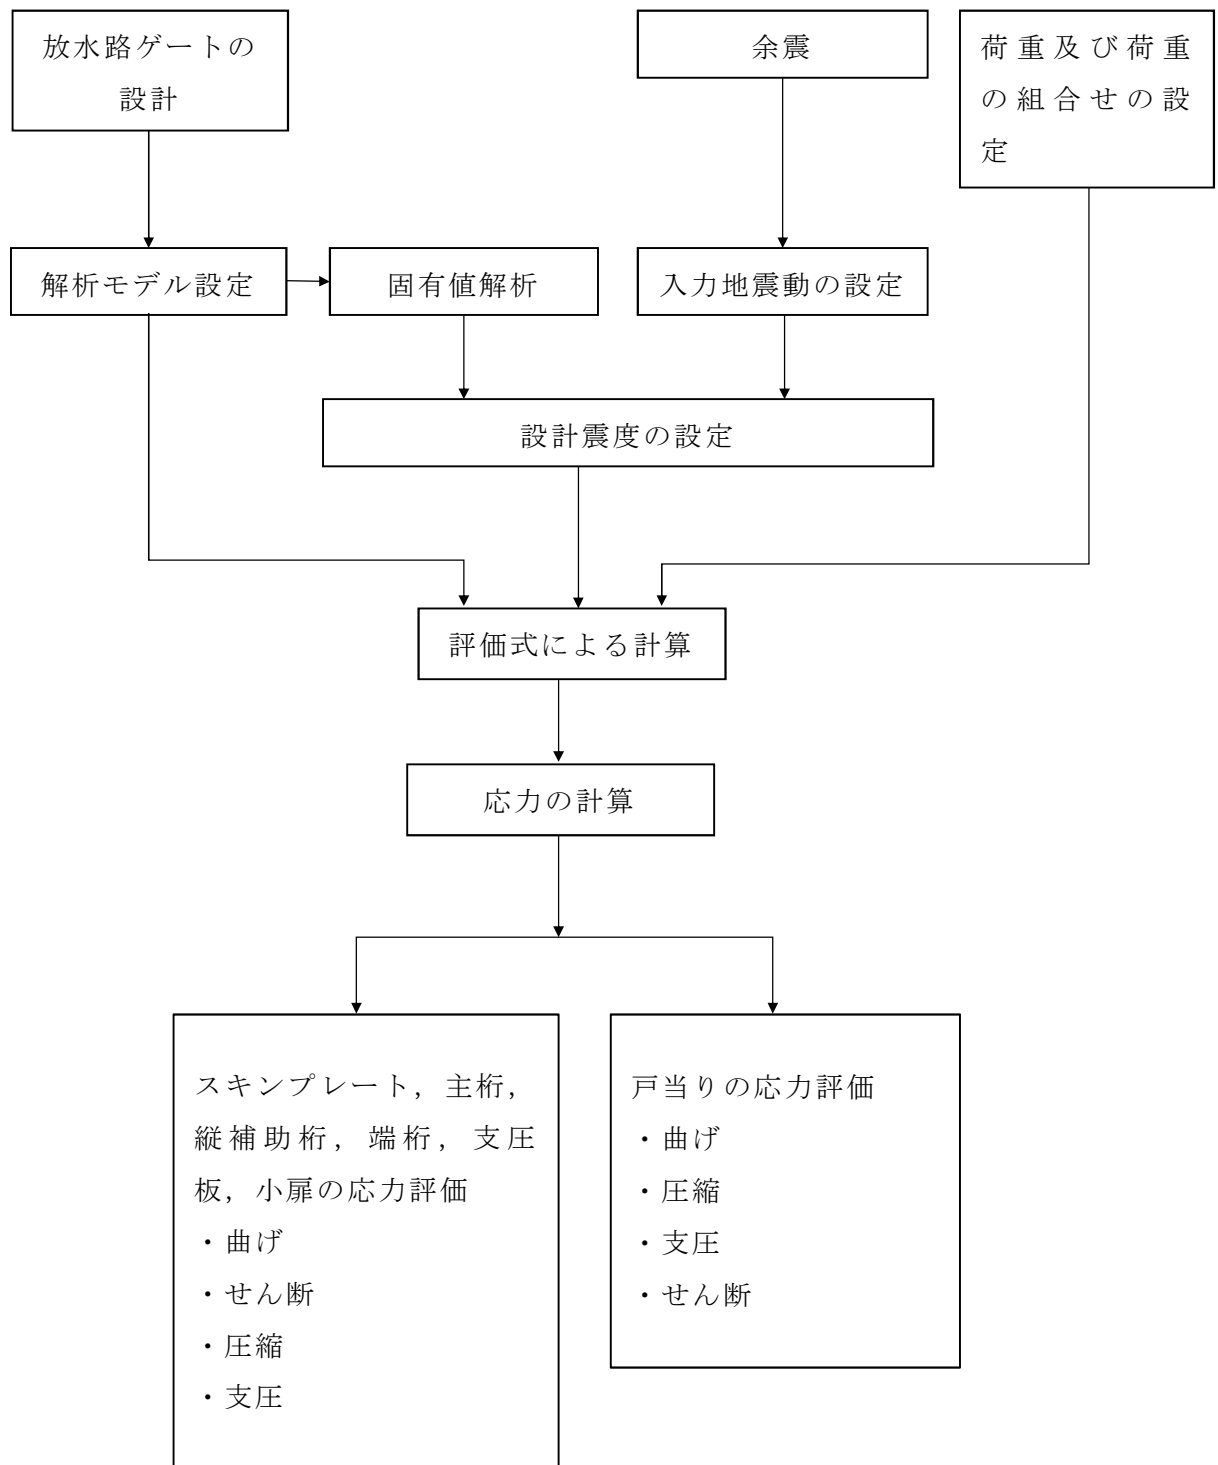 放水路ゲートの
設計
余震
荷重及び荷重
の組合せの設
定
解析モデル設定
固有値解析
入力地震動の設定
設計震度の設定
評価式による計算
応力の計算
スキンプレート，主桁，
縦補助桁，端桁，支圧
板，小扉の応力評価
・曲げ
・せん断
・圧縮
・支圧
戸当りの応力評価
・曲げ
・圧縮
・支圧
・せん断